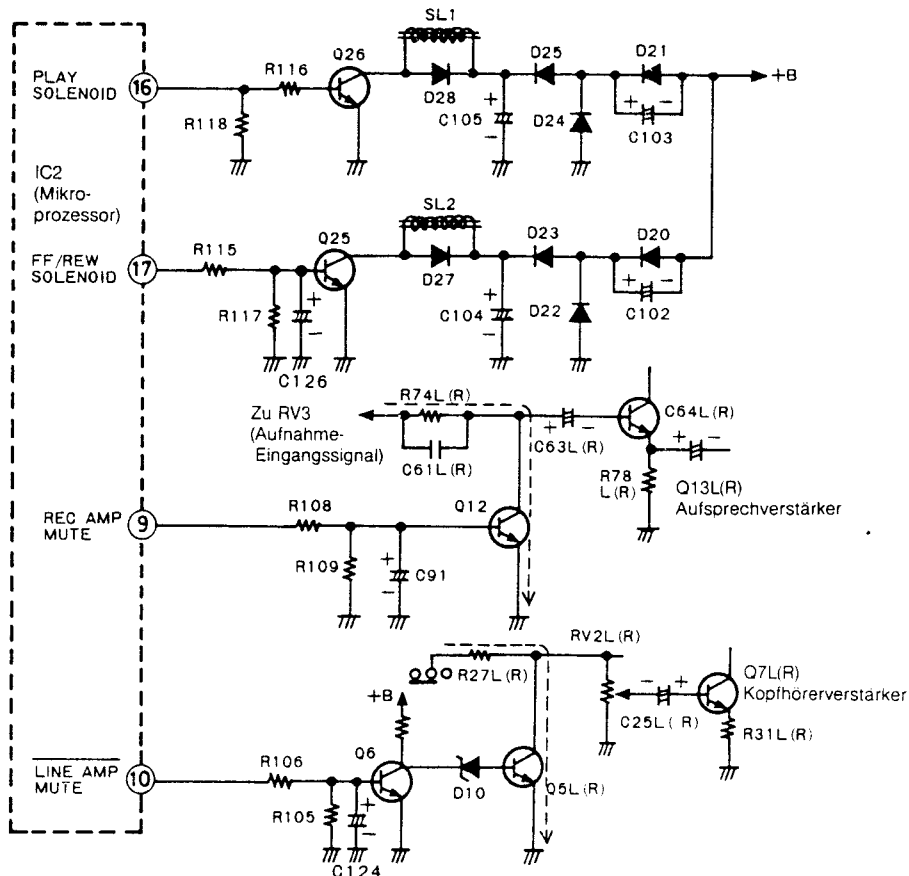 SL1
Q26
D25
D21
PLAY
SOLENOID
16
R116
+B
D28
R118
C105
+
-
D24
+ -
C103
IC2
(Mikro-
prozessor)
SL2
Q25
D23
D20
FF/REW
SOLENOID
17
R115
D27
R117
+
-
C104
+
-
D22
+ -
C102
C126
R74L(R)
Zu RV3
(Aufnahme-
Eingangssignal)
C61L(R)
+ -
C63L(R)
C64L(R)
+ -
R78
L(R)
Q13L(R)
Aufsprechverstärker
REC AMP
MUTE
9
R108
Q12
R109
+
-
C91
RV2L(R)
R27L(R)
Q7L(R)
Kopfhörerverstärker
+B
- +
C25L(R)
R31L(R)
LINE AMP
MUTE
10
R106
Q6
D10
Q5L(R)
R105
+
-
C124